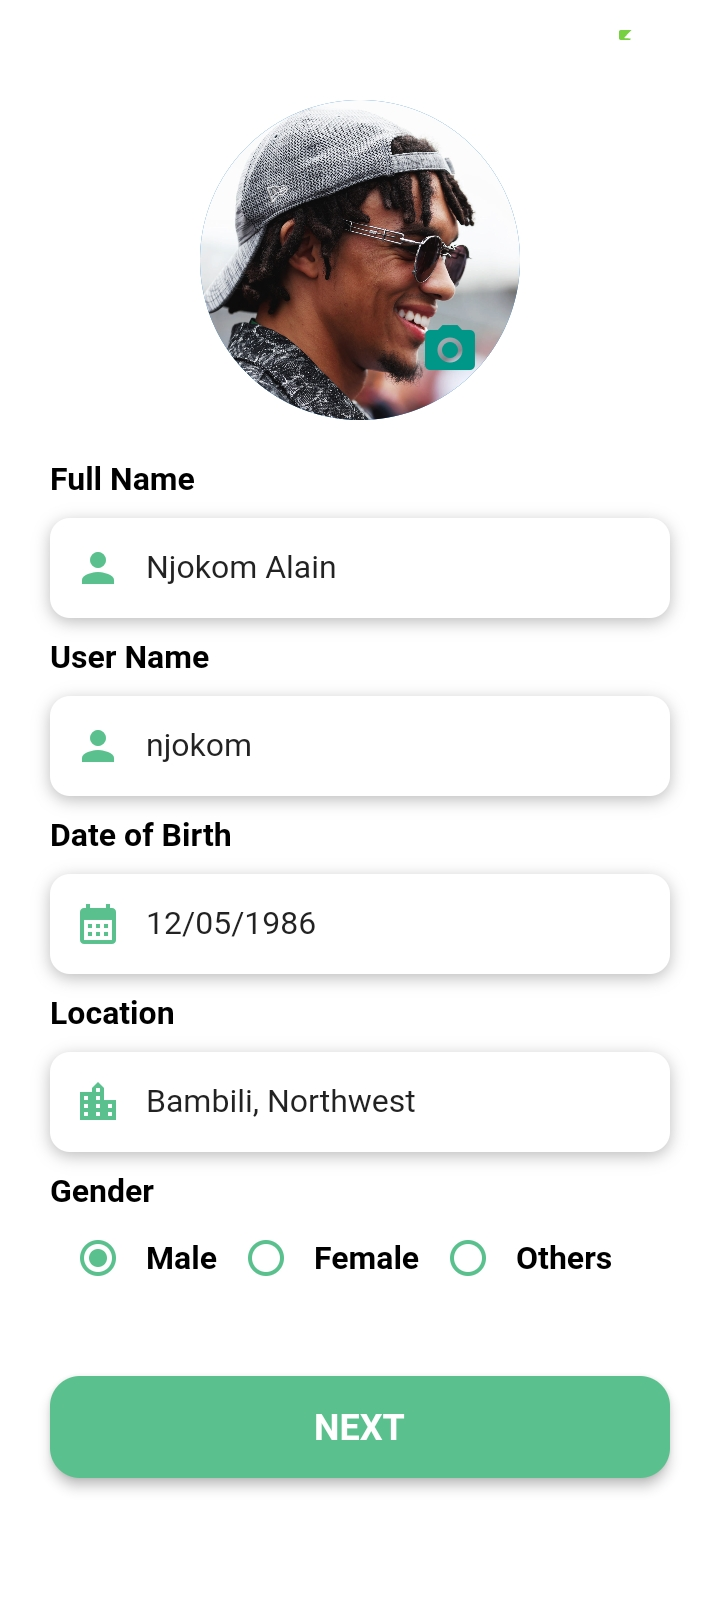 Full Name
Njokom Alain
User Name
njokom
Date of Birth
12/05/1986
Location
Bambili, Northwest
Gender
Male Female Others
NEXT